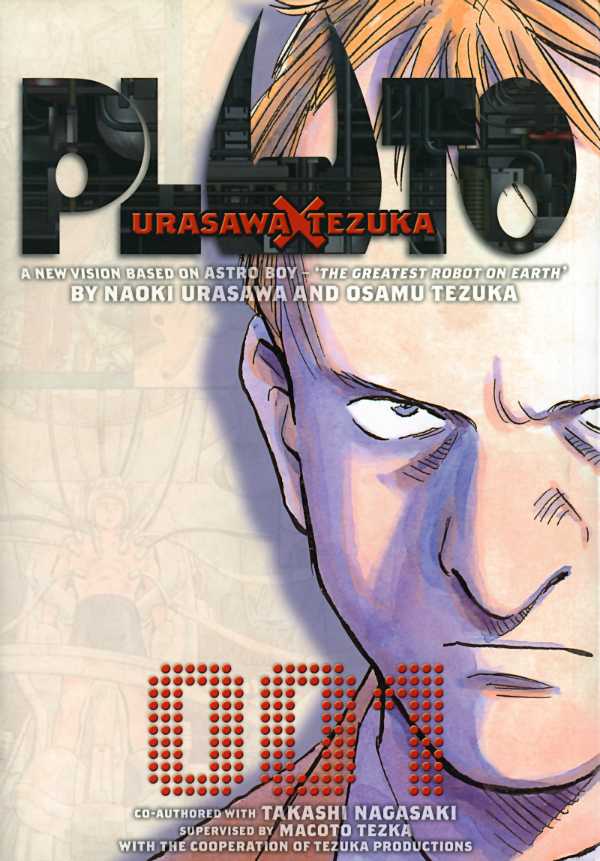 PLUTO
URASAWA X TEZUKA
A NEW VISION BASED ON ASTRO BOY – 'THE GREATEST ROBOT ON EARTH'
BY NAOKI URASAWA AND OSAMU TEZUKA
001
CO-AUTHORED WITH TAKASHI NAGASAKI
SUPERVISED BY MACOTO TEZKA
WITH THE COOPERATION OF TEZUKA PRODUCTIONS